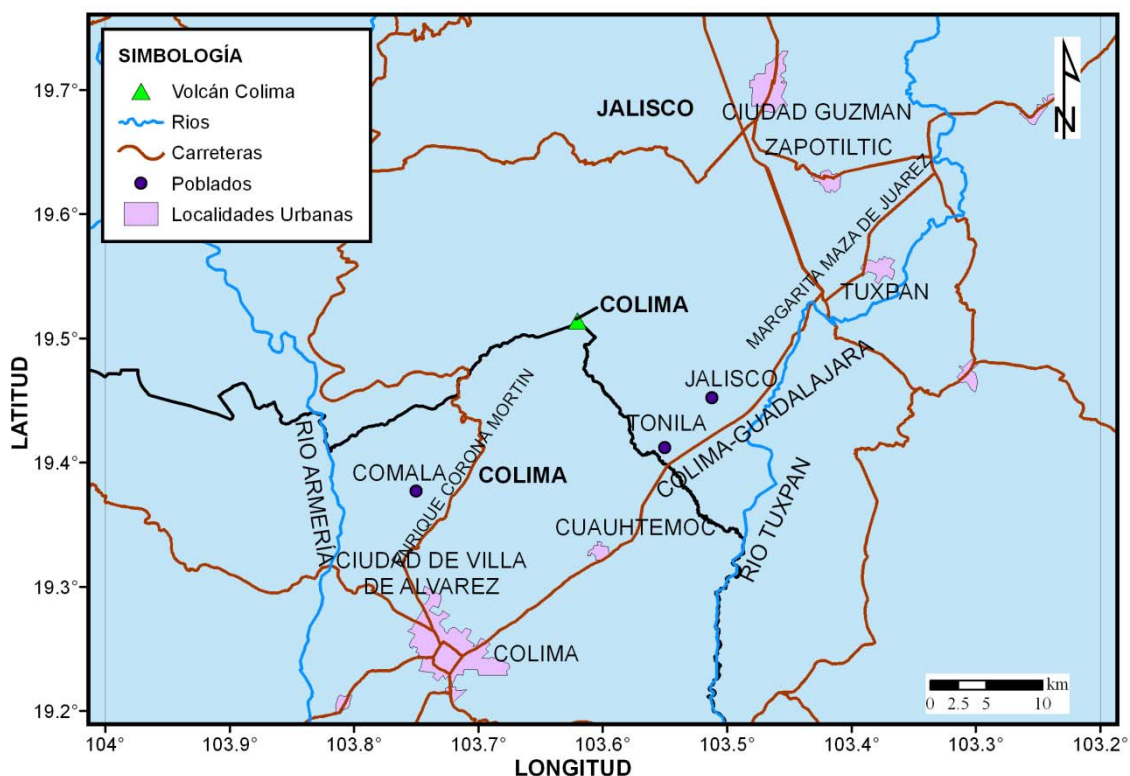 SIMBOLOGÍA
Volcán Colima
Rios
Carreteras
Poblados
Localidades Urbanas
N
JALISCO
CIUDAD GUZMAN
ZAPOTILTIC
MARGARITA MAZA DE JUAREZ
TUXPAN
COLIMA
JALISCO
TONILA
COLIMA-GUADALAJARA
ENRIQUE CORONA MORTIN
COLIMA
COMALA
RIO ARMERÍA
CUAUHTEMOC
RIO TUXPAN
CIUDAD DE VILLA
DE ALVAREZ
COLIMA
km
0 2.5 5 10
LATITUD
19.7°
19.6°
19.5°
19.4°
19.3°
19.2°
104° 103.9° 103.8° 103.7° 103.6° 103.5° 103.4° 103.3° 103.2°
LONGITUD